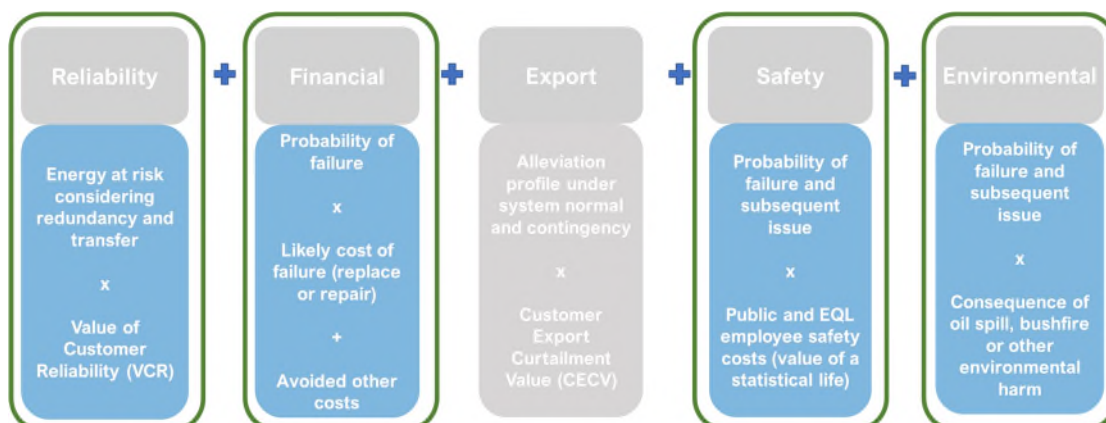 Reliability
Energy at risk
considering
redundancy and
transfer
x
Value of
Customer
Reliability (VCR)
Financial
Probability of
failure
x
Likely cost of
failure (replace
or repair)
+
Avoided other
costs
Export
Alleviation
profile under
system normal
and contingency
x
Customer
Export
Curtailment
Value (CECV)
Safety
Probability of
failure and
subsequent
issue
x
Public and EQL
employee safety
costs (value of a
statistical life)
Environmental
Probability of
failure and
subsequent
issue
x
Consequence of
oil spill, bushfire
or other
environmental
harm